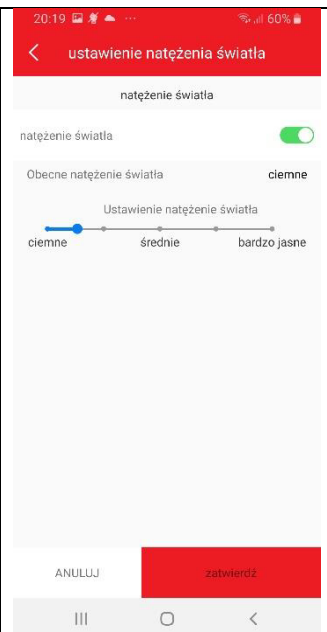 20:19 ... 60%
ustawienie natężenia światła
natężenie światła
natężenie światła
Obecne natężenie światła ciemne
Ustawienie natężenie światła
ciemne średnie bardzo jasne
ANULUJ zatwierdź